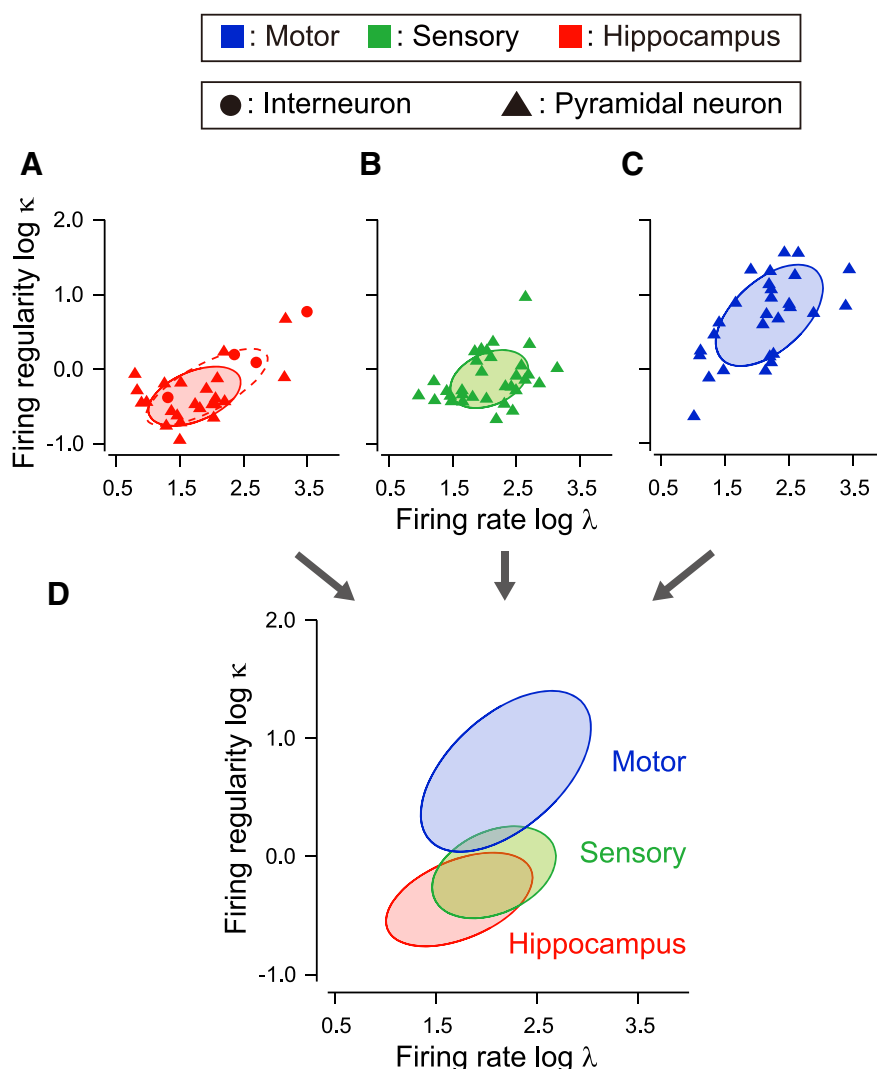 : Motor : Sensory : Hippocampus
: Interneuron : Pyramidal neuron
A B C
Firing regularity log κ
2.0
1.0
0.0
-1.0
0.5 1.5 2.5 3.5 0.5 1.5 2.5 3.5 0.5 1.5 2.5 3.5
Firing rate log λ
D
Firing regularity log κ
2.0
1.0
0.0
-1.0
Motor
Sensory
Hippocampus
0.5 1.5 2.5 3.5
Firing rate log λ